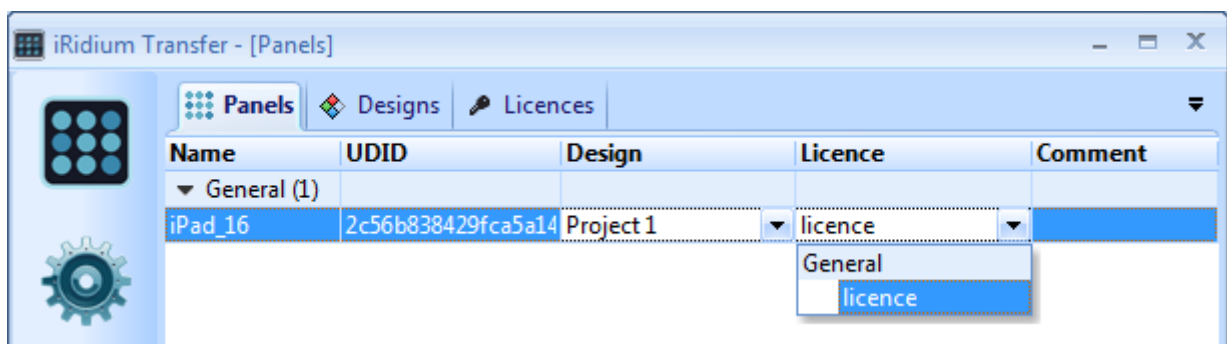 iRidium Transfer - [Panels]
Panels Designs Licences
Name UDID Design Licence Comment
General (1)
iPad_16 2c56b838429fca5a14 Project 1 licence
General
licence